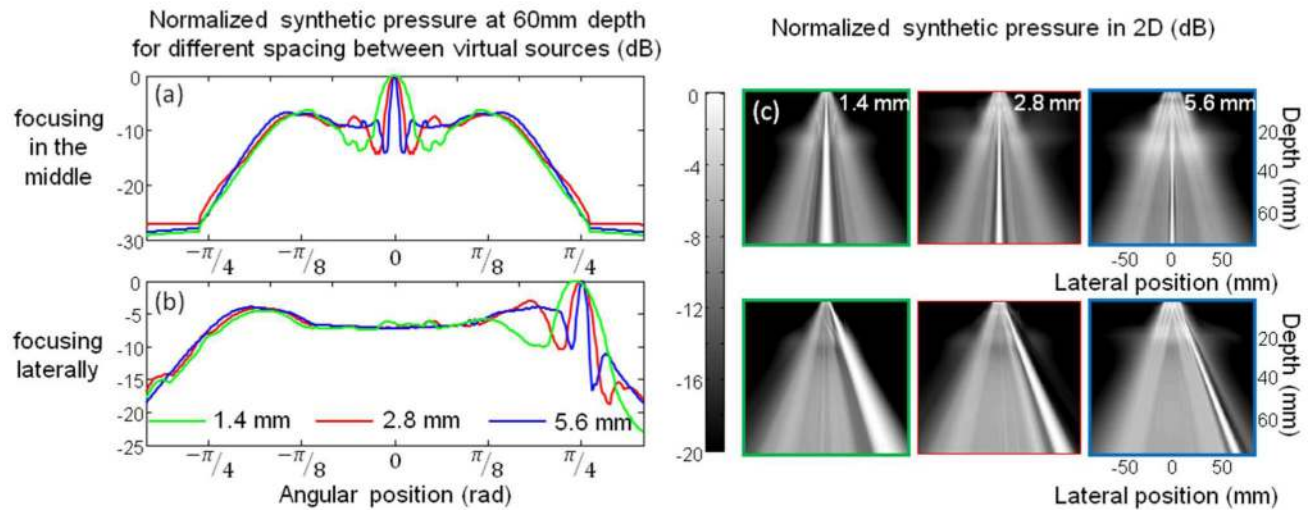 Normalized synthetic pressure at 60mm depth
for different spacing between virtual sources (dB)
focusing
in the
middle
(a)
0
-10
-20
-30
−π/4
−π/8
0
π/8
π/4
focusing
laterally
(b)
0
-5
-10
-15
-20
-25
1.4 mm
2.8 mm
5.6 mm
−π/4
−π/8
0
π/8
π/4
Angular position (rad)
Normalized synthetic pressure in 2D (dB)
0
-4
-8
-12
-16
-20
(c)
1.4 mm
2.8 mm
5.6 mm
20
40
60
Depth (mm)
-50 0 50
Lateral position (mm)
20
40
60
Depth (mm)
-50 0 50
Lateral position (mm)